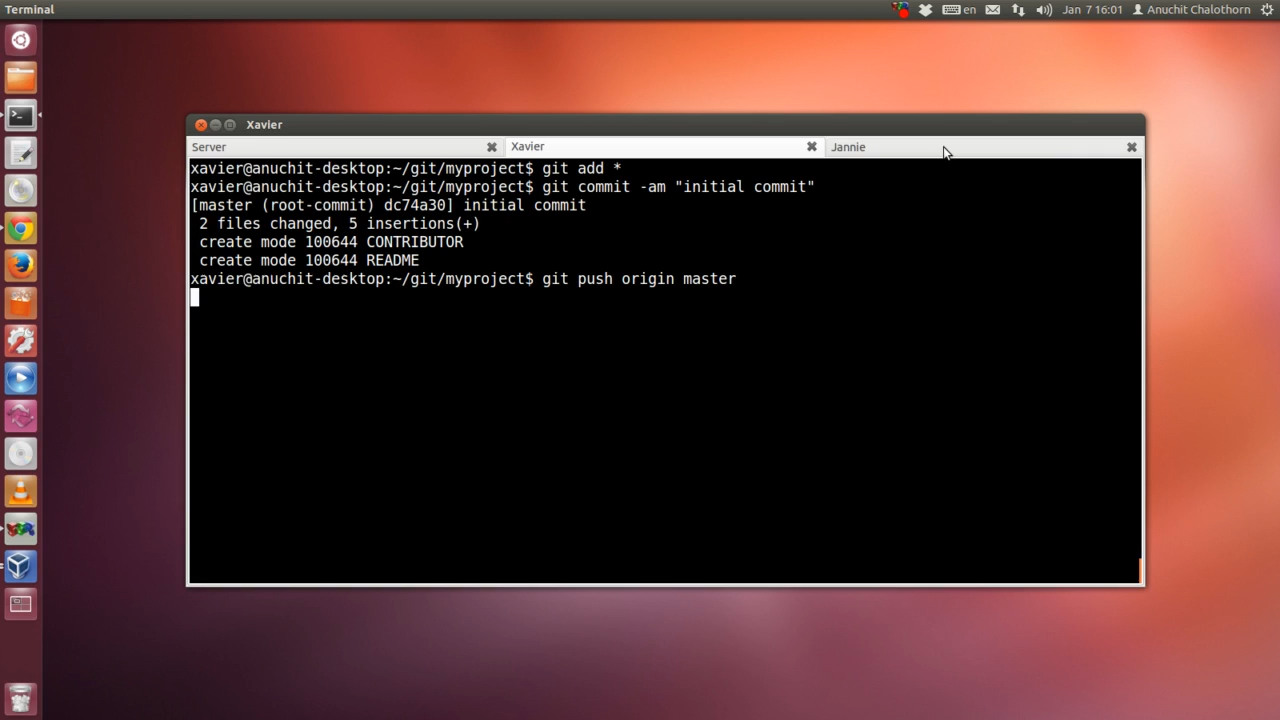 Terminal
en
Jan 7 16:01
Anuchit Chalothorn
Xavier
Server
Xavier
Jannie
xavier@anuchit-desktop:~/git/myproject$ git add *
xavier@anuchit-desktop:~/git/myproject$ git commit -am "initial commit"
[master (root-commit) dc74a30] initial commit
 2 files changed, 5 insertions(+)
 create mode 100644 CONTRIBUTOR
 create mode 100644 README
xavier@anuchit-desktop:~/git/myproject$ git push origin master